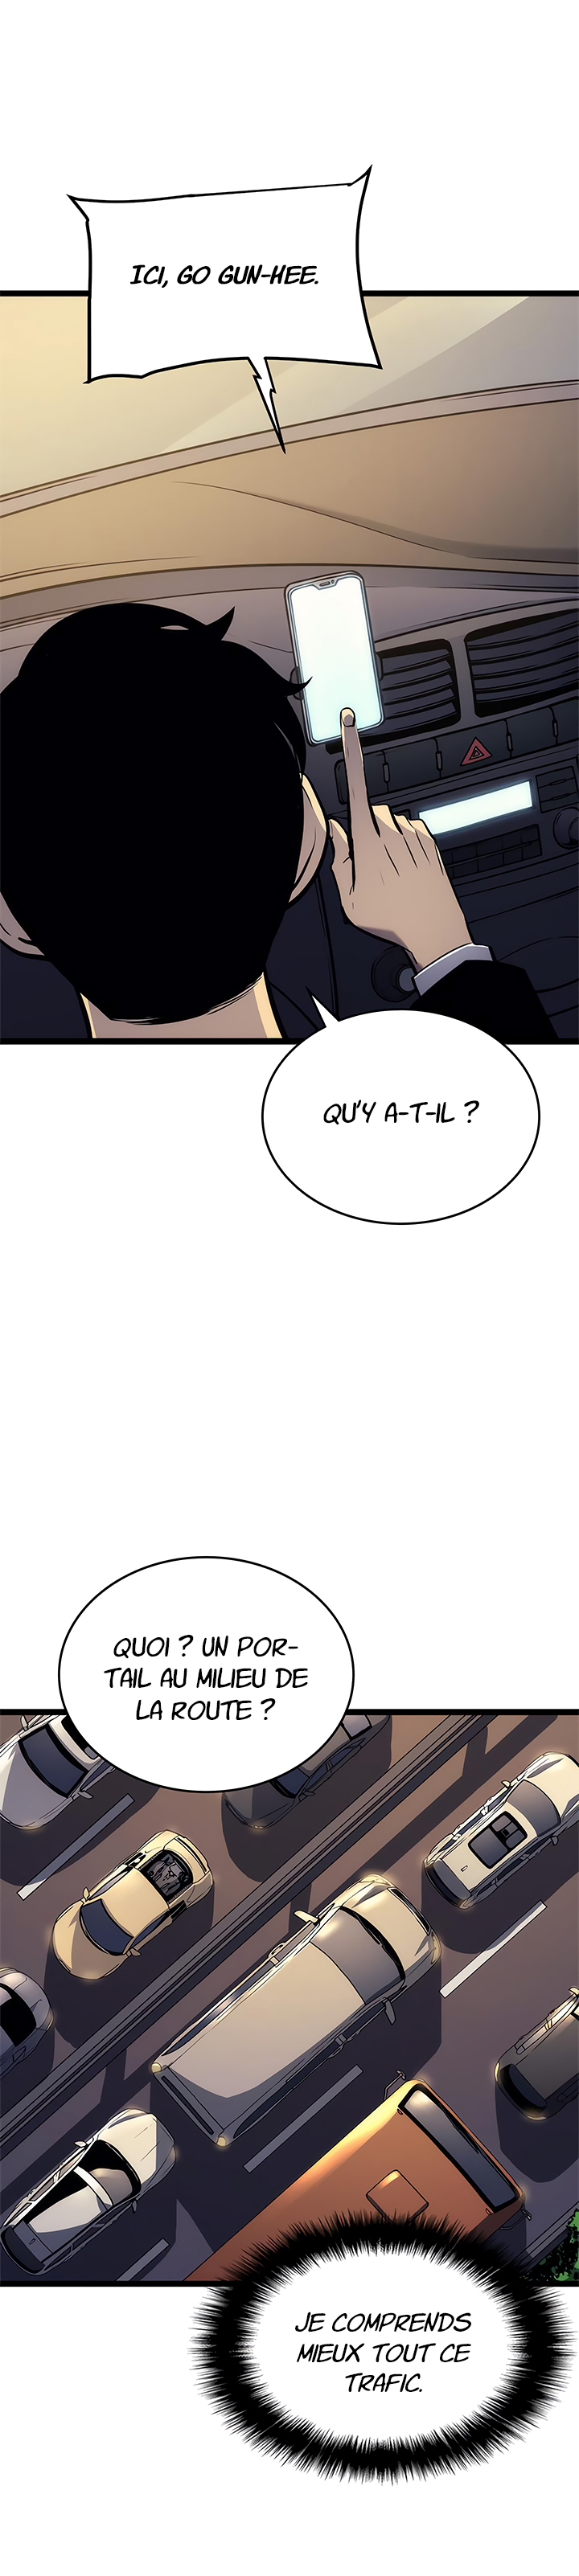 ICI, GO GUN-HEE.
QU'Y A-T-IL ?
QUOI ? UN POR-
TAIL AU MILIEU DE
LA ROUTE ?
JE COMPRENDS
MIEUX TOUT CE
TRAFIC.